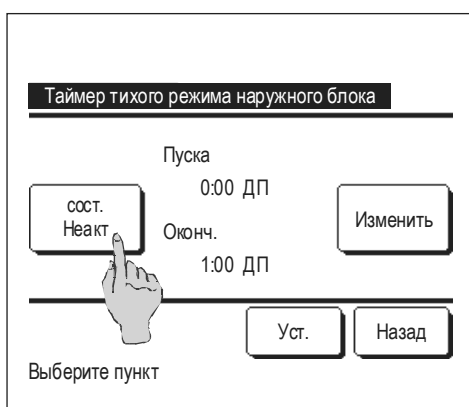 Таймер тихого режима наружного блока
Пуска
0:00 ДП
сост.
Неакт
Изменить
Оконч.
1:00 ДП
Уст.
Назад
Выберите пункт